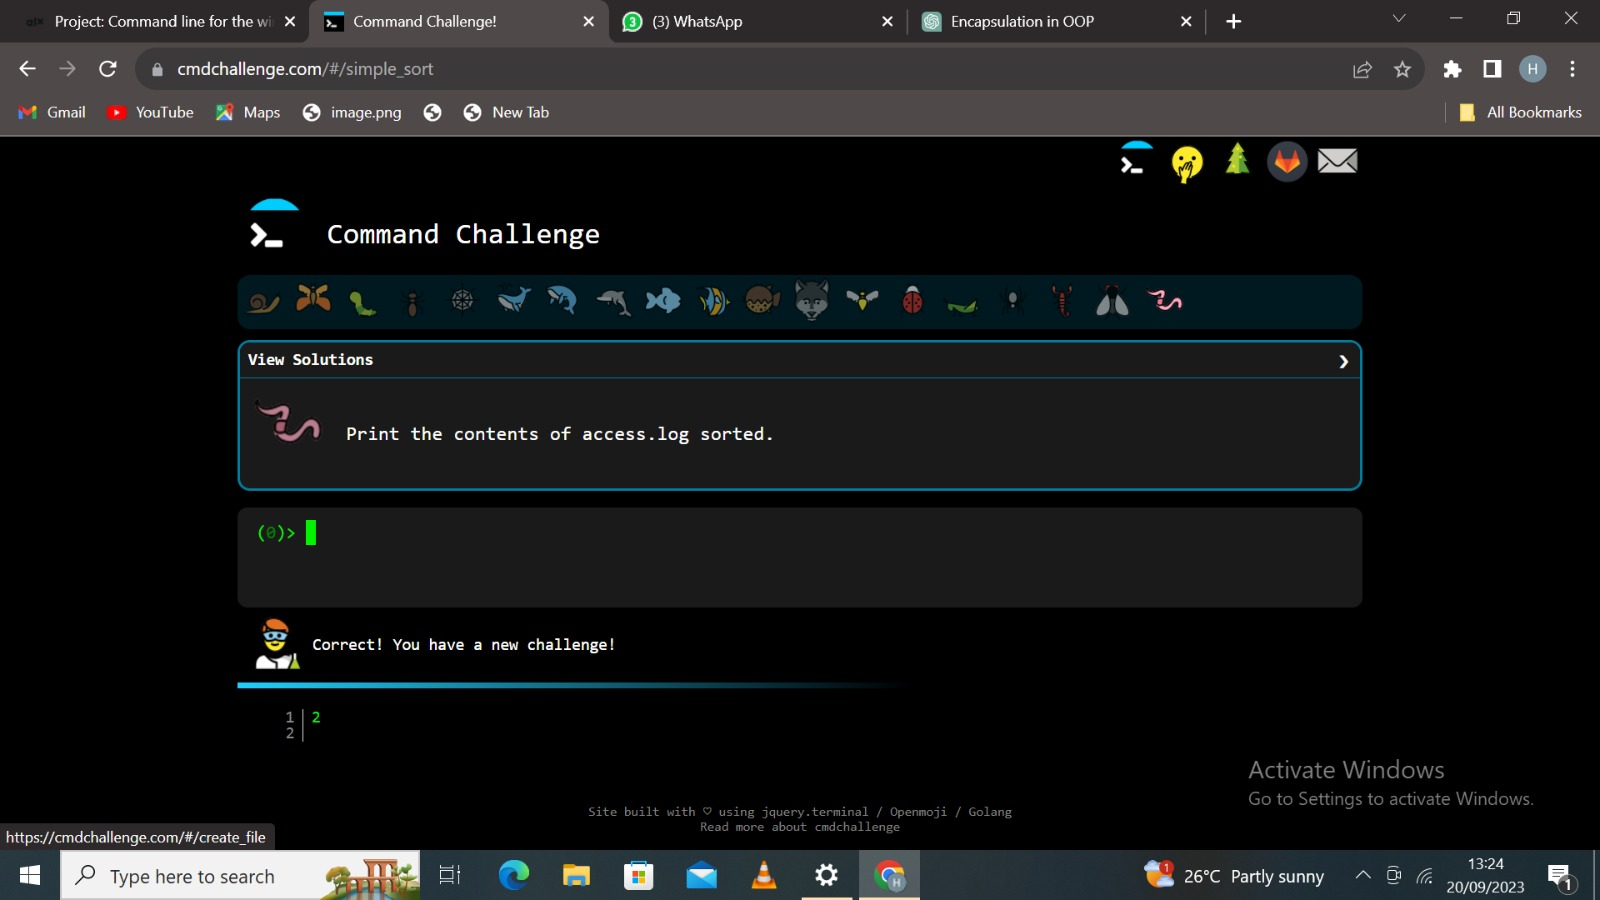 Project: Command line for the wi
Command Challenge!
(3) WhatsApp
Encapsulation in OOP
cmdchallenge.com/#/simple_sort
H
Gmail
YouTube
Maps
image.png
New Tab
All Bookmarks
Command Challenge
View Solutions
Print the contents of access.log sorted.
(0)>
Correct! You have a new challenge!
1 2
2
Activate Windows
Go to Settings to activate Windows.
Site built with ♡ using jquery.terminal / Openmoji / Golang
Read more about cmdchallenge
https://cmdchallenge.com/#/create_file
Type here to search
1
26°C Partly sunny
13:24
20/09/2023
1